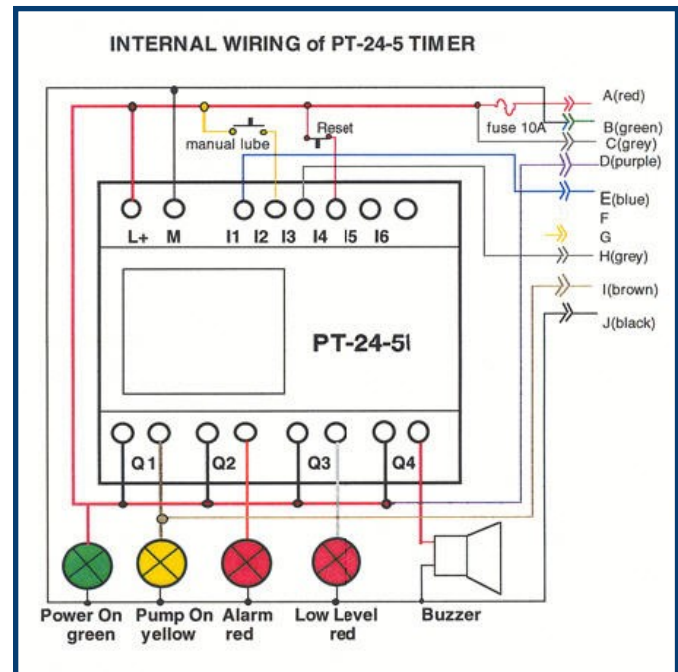 INTERNAL WIRING of PT-24-5 TIMER
A(red)
fuse 10A
B(green)
C(grey)
D(purple)
manual lube
Reset
E(blue)
F
G
H(grey)
I(brown)
J(black)
L+ M I1 I2 I3 I4 I5 I6
PT-24-5
Q1 Q2 Q3 Q4
Power On Pump On Alarm Low Level Buzzer
green yellow red red